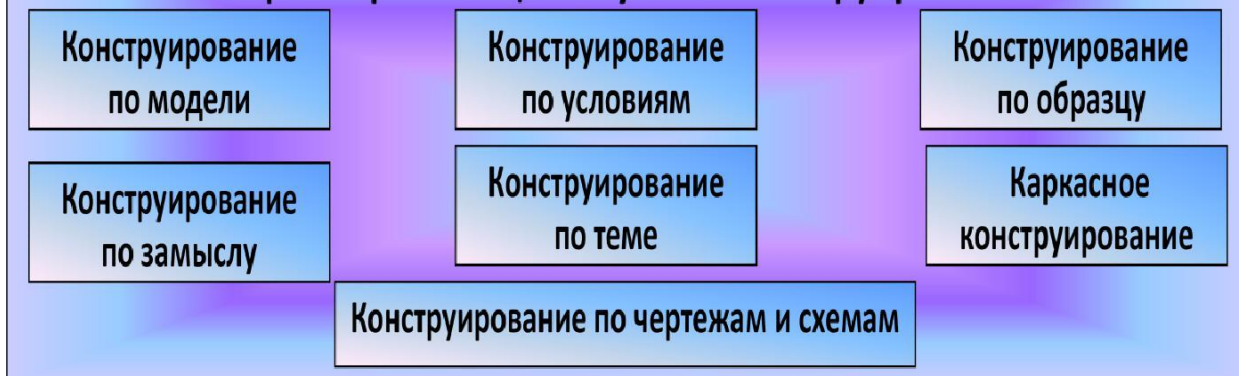 Конструирование
по модели
Конструирование
по условиям
Конструирование
по образцу
Конструирование
по замыслу
Конструирование
по теме
Каркасное
конструирование
Конструирование по чертежам и схемам